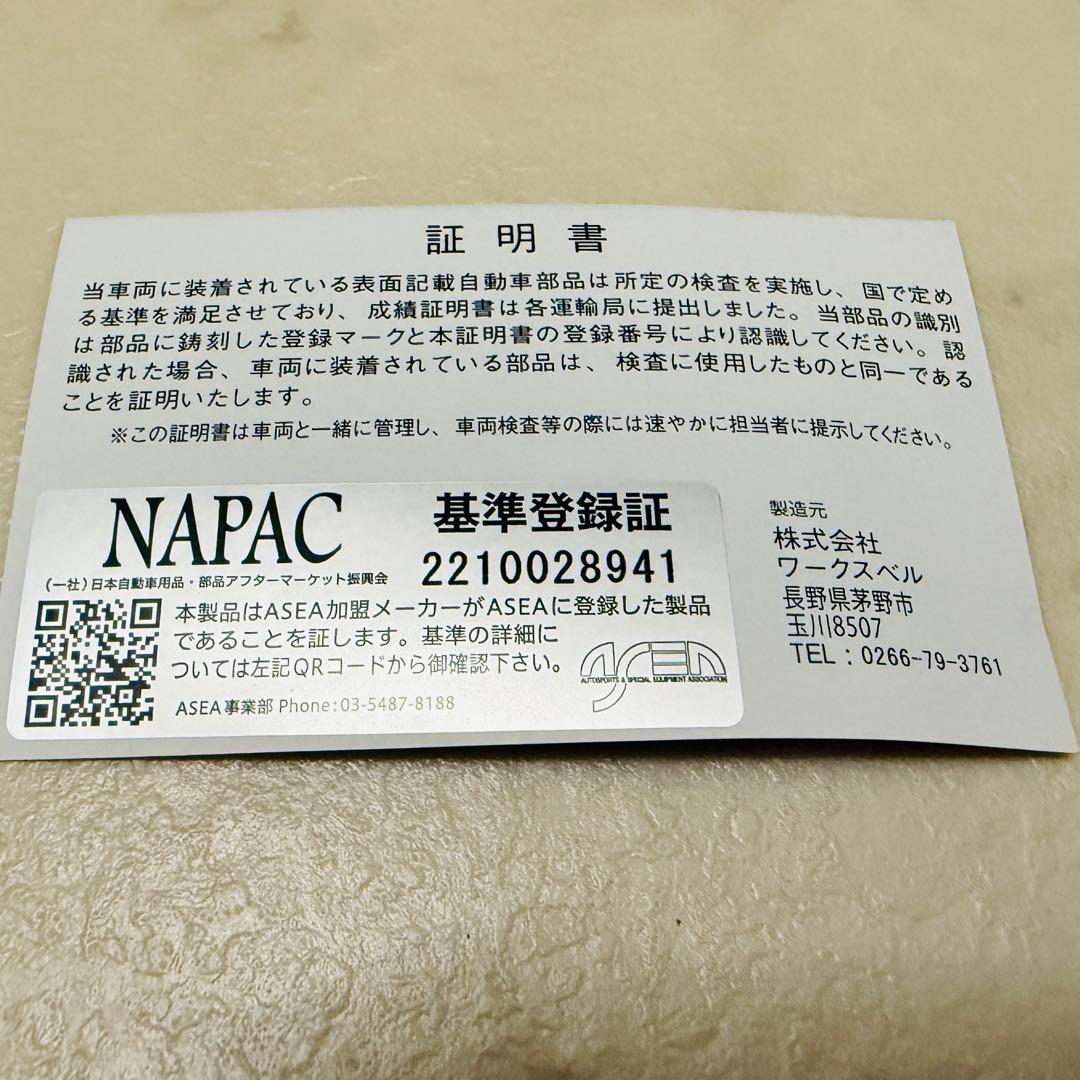 証明書
当車両に装着されている表面記載自動車部品は所定の検査を実施し、国で定め
る基準を満足させており、成績証明書は各運輸局に提出しました。当部品の識別
は部品に鋳刻した登録マークと本証明書の登録番号により認識してください。認
識された場合、車両に装着されている部品は、検査に使用したものと同一である
ことを証明いたします。
※この証明書は車両と一緒に管理し、車両検査等の際には速やかに担当者に提示してください。
NAPAC
(一社)日本自動車用品・部品アフターマーケット振興会
基準登録証
2210028941
本製品はASEA加盟メーカーがASEAに登録した製品
であることを証します。基準の詳細に
ついては左記QRコードから御確認下さい。
ASEA事業部 Phone:03-5487-8188
ASEA
AUTOSPORTS & SPECIAL EQUIPMENT ASSOCIATION
製造元
株式会社
ワークスベル
長野県茅野市
玉川8507
TEL：0266-79-3761